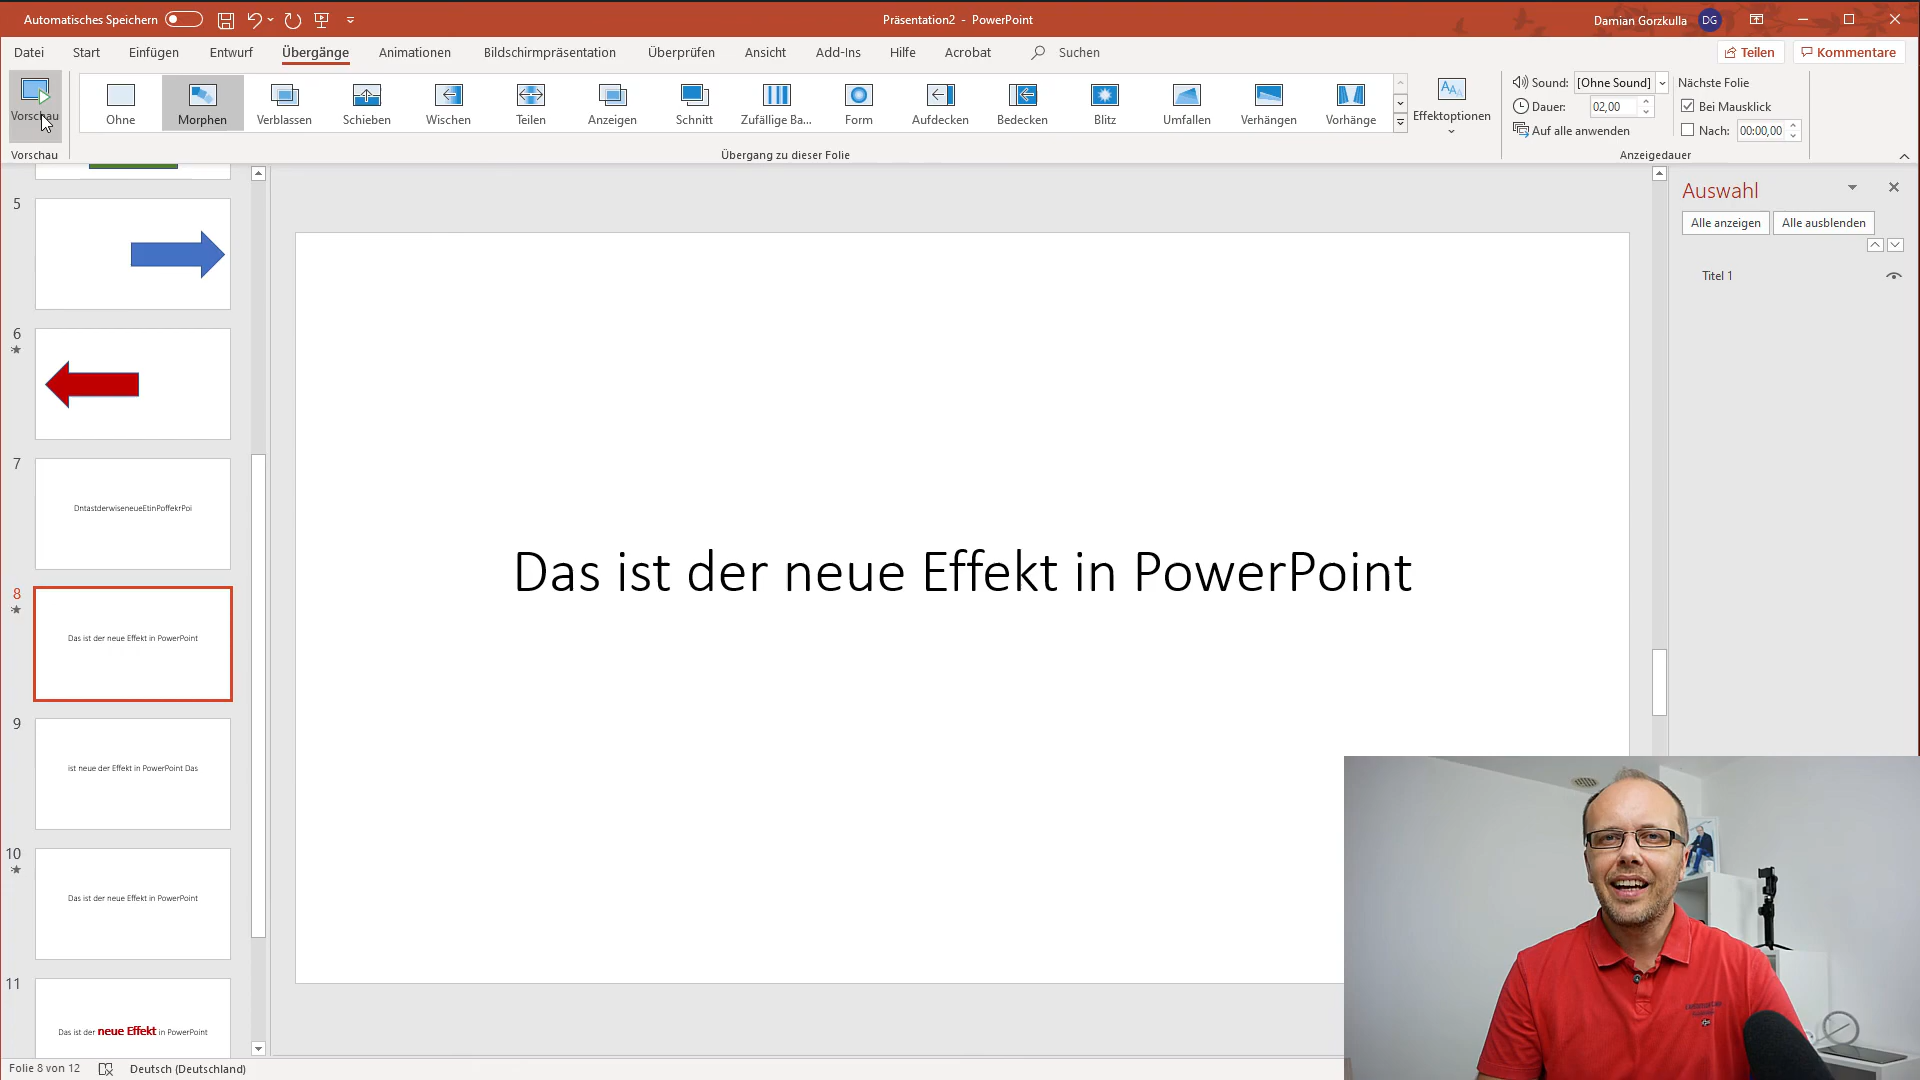 Automatisches Speichern
Präsentation2 - PowerPoint
Damian Gorzkulla DG
Datei Start Einfügen Entwurf Übergänge Animationen Bildschirmpräsentation Überprüfen Ansicht Add-Ins Hilfe Acrobat Suchen
Teilen Kommentare
Vorschau
Ohne Morphen Verblassen Schieben Wischen Teilen Anzeigen Schnitt Zufällige Ba... Form Aufdecken Bedecken Blitz Umfallen Verhängen Vorhänge
Effektoptionen
Sound: [Ohne Sound]
Dauer: 02,00
Auf alle anwenden
Nächste Folie
Bei Mausklick
Nach: 00:00,00
Vorschau
Übergang zu dieser Folie
Anzeigedauer
5
6
7
DntastderwiseneueEtinPoffekrPoi
8
Das ist der neue Effekt in PowerPoint
9
ist neue der Effekt in PowerPoint Das
10
Das ist der neue Effekt in PowerPoint
11
Das ist der neue Effekt in PowerPoint
Das ist der neue Effekt in PowerPoint
Auswahl
Alle anzeigen Alle ausblenden
Titel 1
Folie 8 von 12
Deutsch (Deutschland)